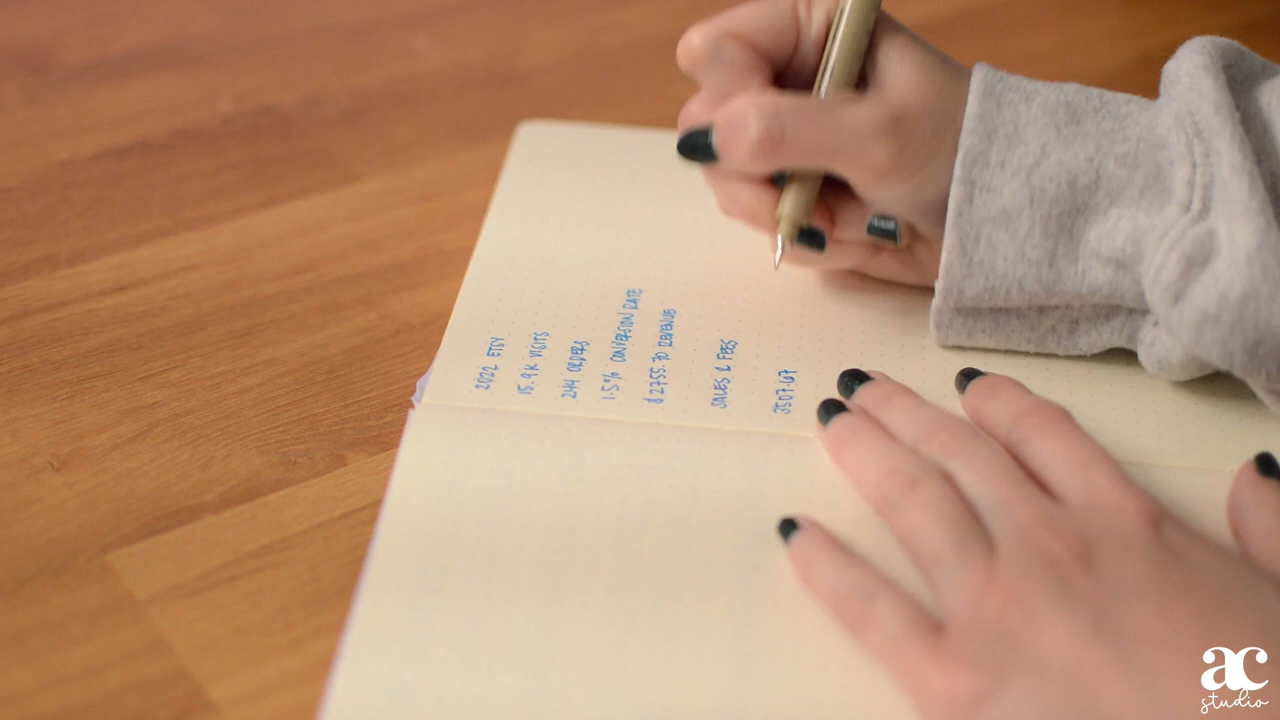 2022 ETSY
15.9K VISITS
244 ORDERS
1.5% CONVERSION RATE
$2755.70 REVENUE
SALES & FEES
3507.67
ac
studio